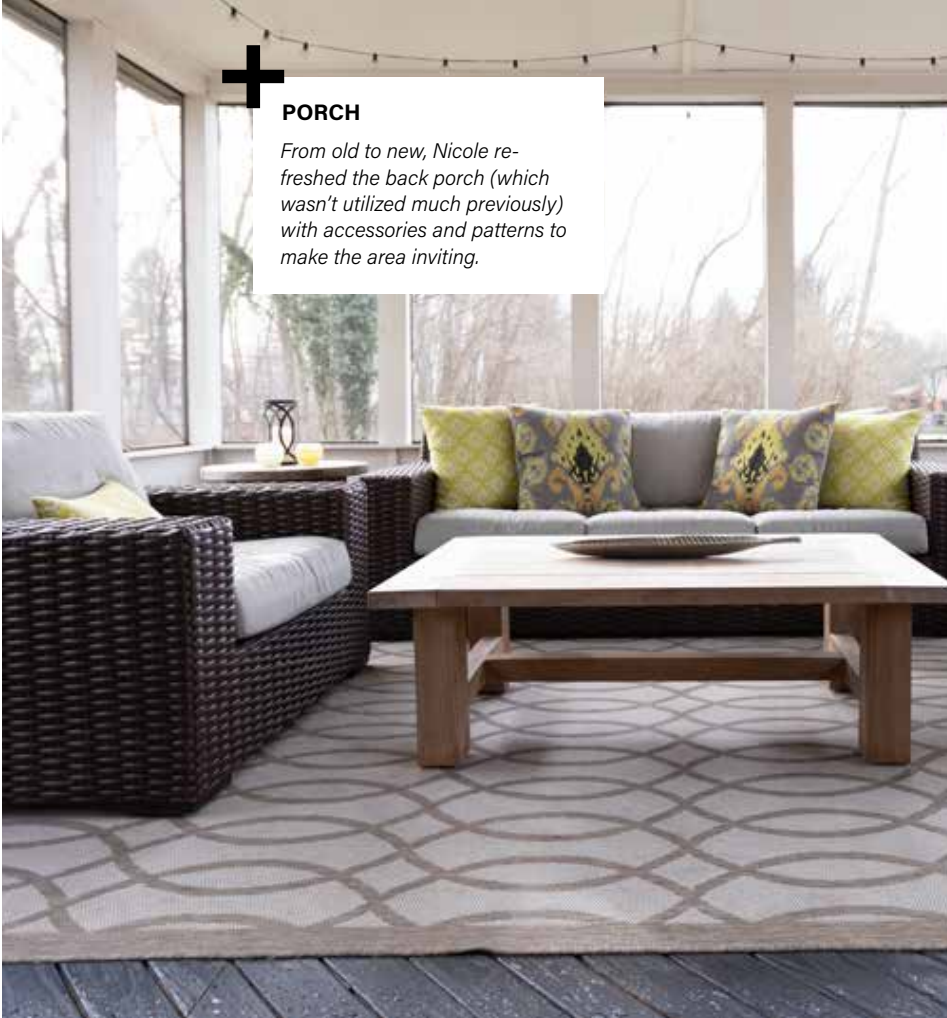 PORCH
From old to new, Nicole re-
freshed the back porch (which
wasn't utilized much previously)
with accessories and patterns to
make the area inviting.